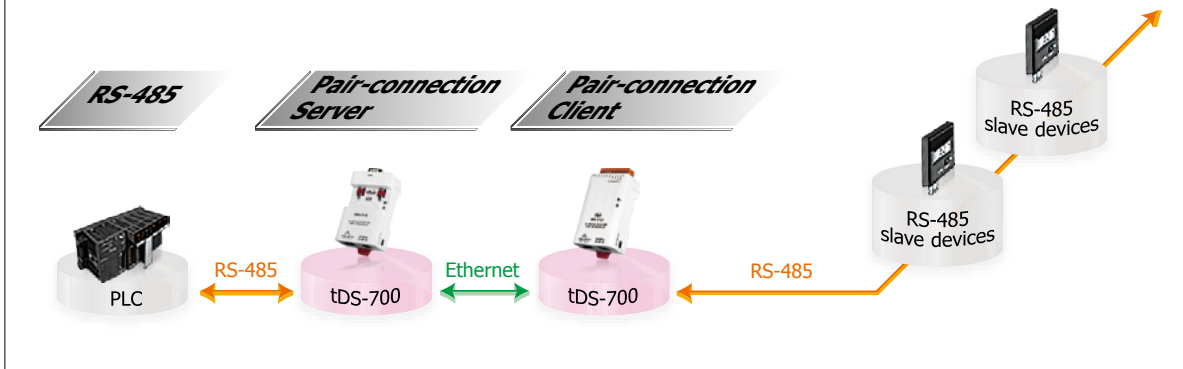 RS-485
Pair-connection
Server
Pair-connection
Client
RS-485
slave devices
RS-485
slave devices
PLC
RS-485
tDS-700
Ethernet
tDS-700
RS-485